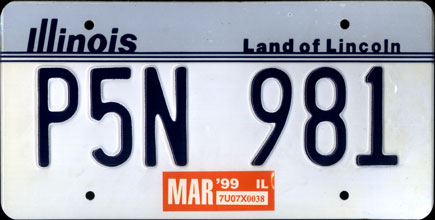 Illinois Land of Lincoln
P5N 981
MAR '99 IL
7U07X0038